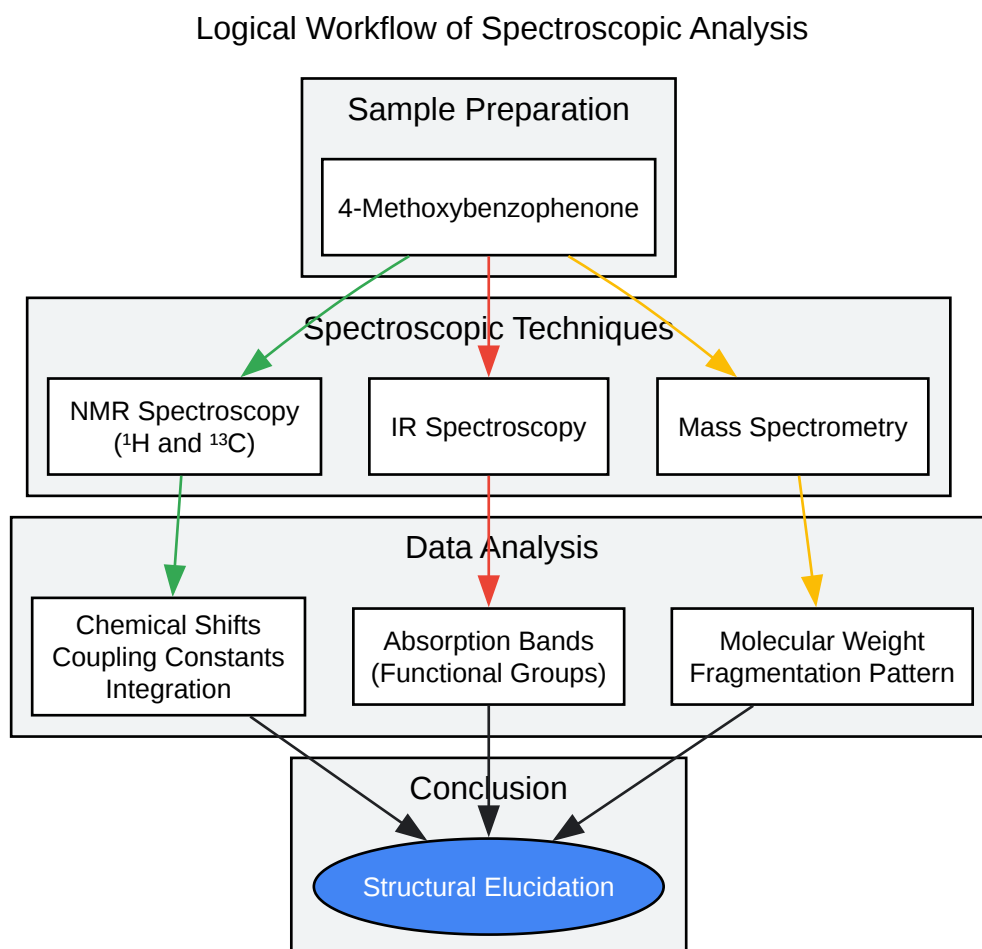 Logical Workflow of Spectroscopic Analysis
Sample Preparation
4-Methoxybenzophenone
Spectroscopic Techniques
NMR Spectroscopy
(¹H and ¹³C)
IR Spectroscopy
Mass Spectrometry
Data Analysis
Chemical Shifts
Coupling Constants
Integration
Absorption Bands
(Functional Groups)
Molecular Weight
Fragmentation Pattern
Conclusion
Structural Elucidation